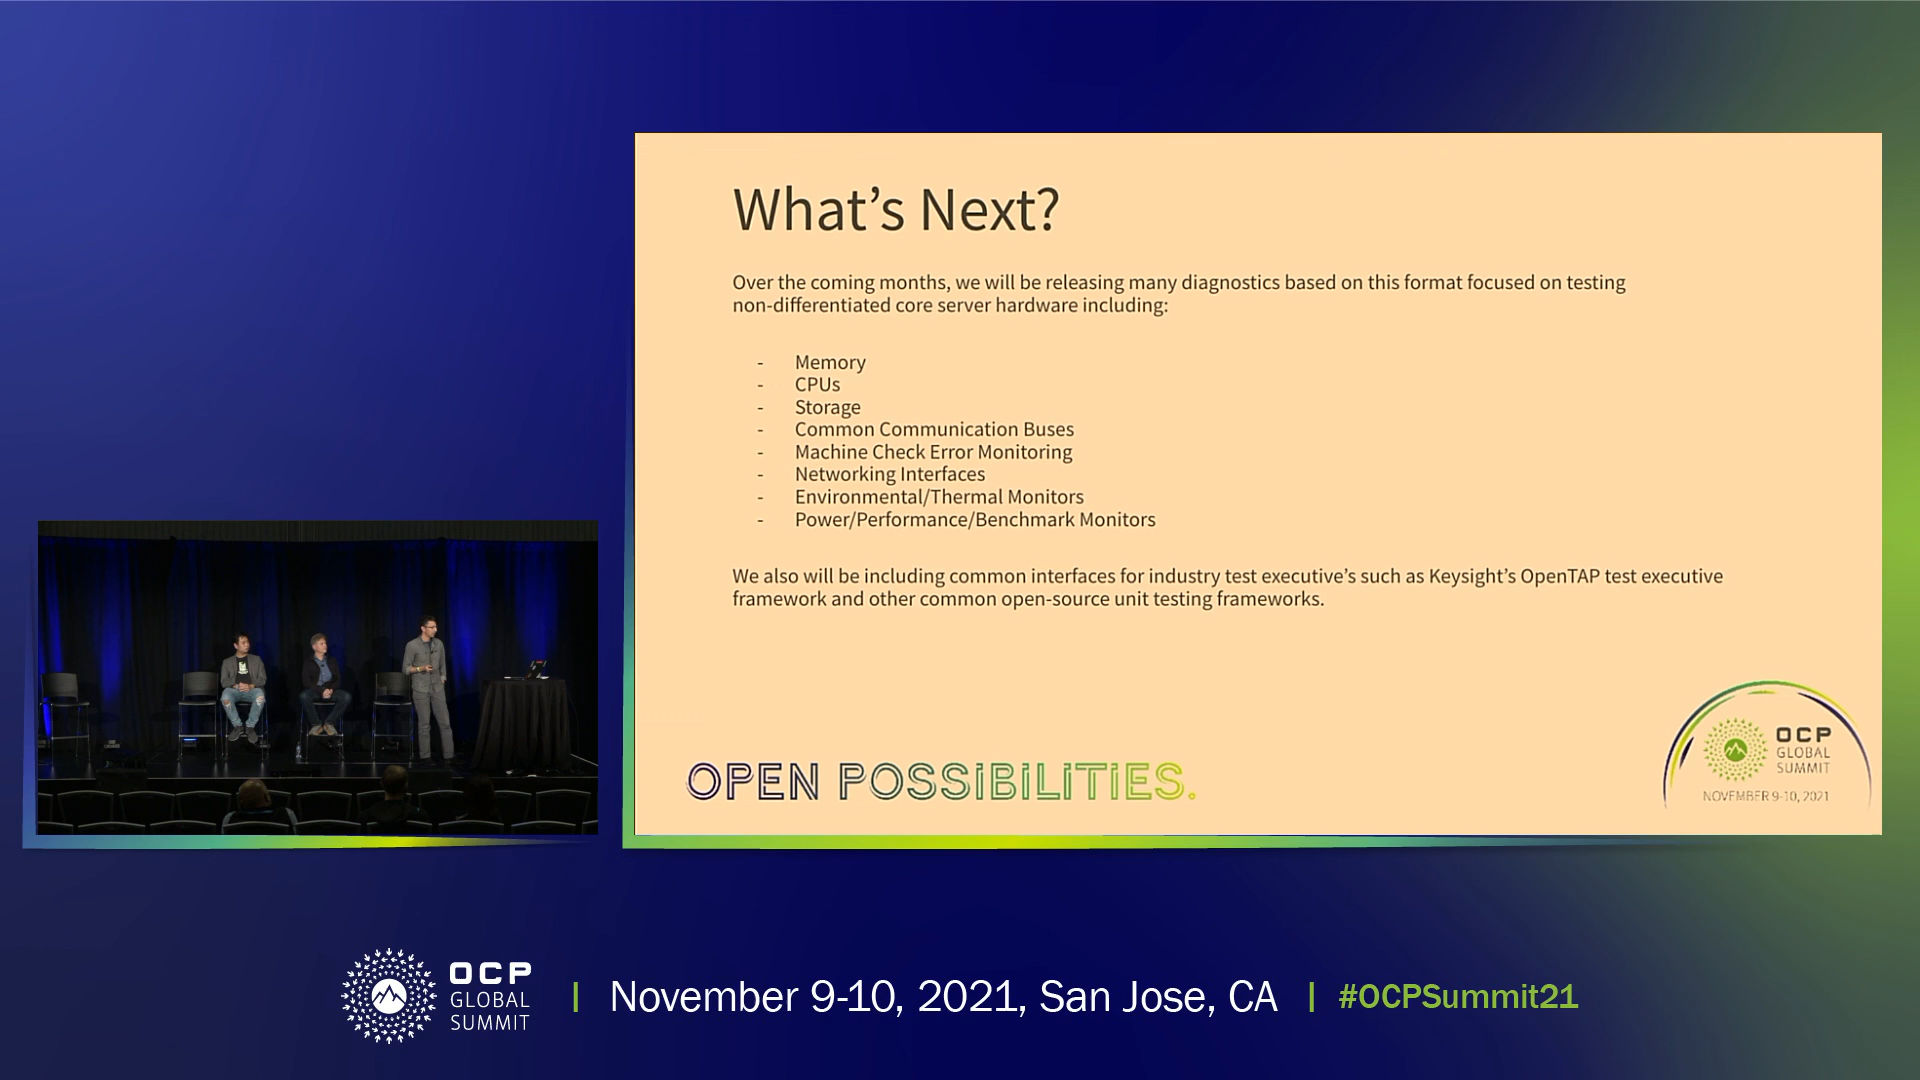 What's Next?
Over the coming months, we will be releasing many diagnostics based on this format focused on testing
non-differentiated core server hardware including:
- Memory
- CPUs
- Storage
- Common Communication Buses
- Machine Check Error Monitoring
- Networking Interfaces
- Environmental/Thermal Monitors
- Power/Performance/Benchmark Monitors
We also will be including common interfaces for industry test executive's such as Keysight's OpenTAP test executive
framework and other common open-source unit testing frameworks.
OPEN POSSIBILITIES.
OCP
GLOBAL
SUMMIT
NOVEMBER 9-10, 2021
OCP
GLOBAL
SUMMIT
| November 9-10, 2021, San Jose, CA | #OCPSummit21